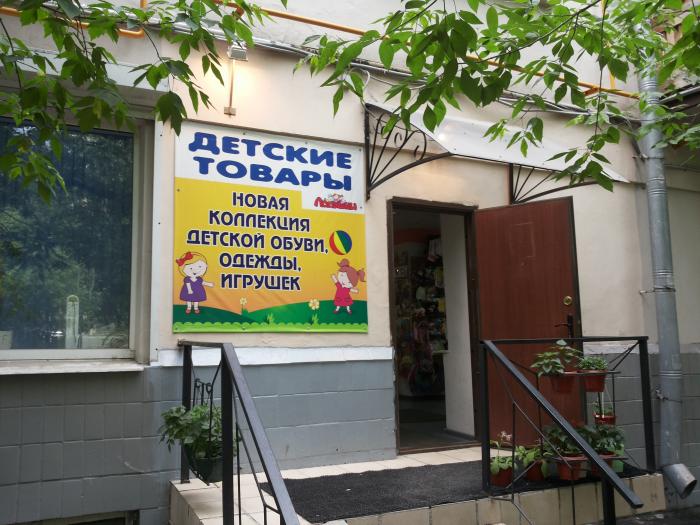 ДЕТСКИЕ
ТОВАРЫ
НОВАЯ
КОЛЛЕКЦИЯ
ДЕТСКОЙ ОБУВИ,
ОДЕЖДЫ,
ИГРУШЕК